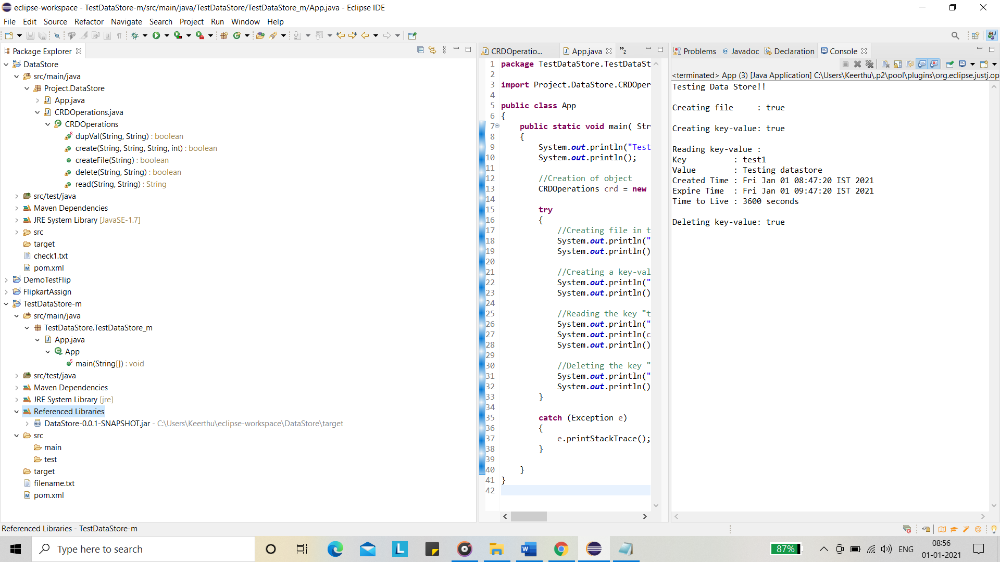 eclipse-workspace - TestDataStore-m/src/main/java/TestDataStore/TestDataStore_m/App.java - Eclipse IDE
File Edit Source Refactor Navigate Search Project Run Window Help
Package Explorer
DataStore
src/main/java
Project.DataStore
App.java
CRDOperations.java
CRDOperations
dupVal(String, String) : boolean
create(String, String, String, int) : boolean
createFile(String) : boolean
delete(String, String) : boolean
read(String, String) : String
src/test/java
Maven Dependencies
JRE System Library [JavaSE-1.7]
src
target
check1.txt
pom.xml
DemoTestFlip
FlipkartAssign
TestDataStore-m
src/main/java
TestDataStore.TestDataStore_m
App.java
App
main(String[]) : void
src/test/java
Maven Dependencies
JRE System Library [jre]
Referenced Libraries
DataStore-0.0.1-SNAPSHOT.jar - C:\Users\Keerthu\eclipse-workspace\DataStore\target
src
main
test
target
filename.txt
pom.xml
CRDOperatio... App.java »2
1 package TestDataStore.TestDataSt
2
3 import Project.DataStore.CRDOper
4
5 public class App
6 {
7 public static void main( Str
8 {
9 System.out.println("Test
10 System.out.println();
11
12 //Creation of object
13 CRDOperations crd = new
14
15 try
16 {
17 //Creating file in t
18 System.out.println("
19 System.out.println()
20
21 //Creating a key-val
22 System.out.println("
23 System.out.println()
24
25 //Reading the key "t
26 System.out.println("
27 System.out.println(c
28 System.out.println()
29
30 //Deleting the key "
31 System.out.println("
32 System.out.println()
33 }
34
35 catch (Exception e)
36 {
37 e.printStackTrace();
38 }
39
40 }
41 }
42
Problems @ Javadoc Declaration Console
<terminated> App (3) [Java Application] C:\Users\Keerthu\.p2\pool\plugins\org.eclipse.justj.op
Testing Data Store!!
Creating file : true
Creating key-value: true
Reading key-value :
Key : test1
Value : Testing datastore
Created Time : Fri Jan 01 08:47:20 IST 2021
Expire Time : Fri Jan 01 09:47:20 IST 2021
Time to Live : 3600 seconds
Deleting key-value: true
Referenced Libraries - TestDataStore-m
Type here to search
87%
ENG
08:56
01-01-2021